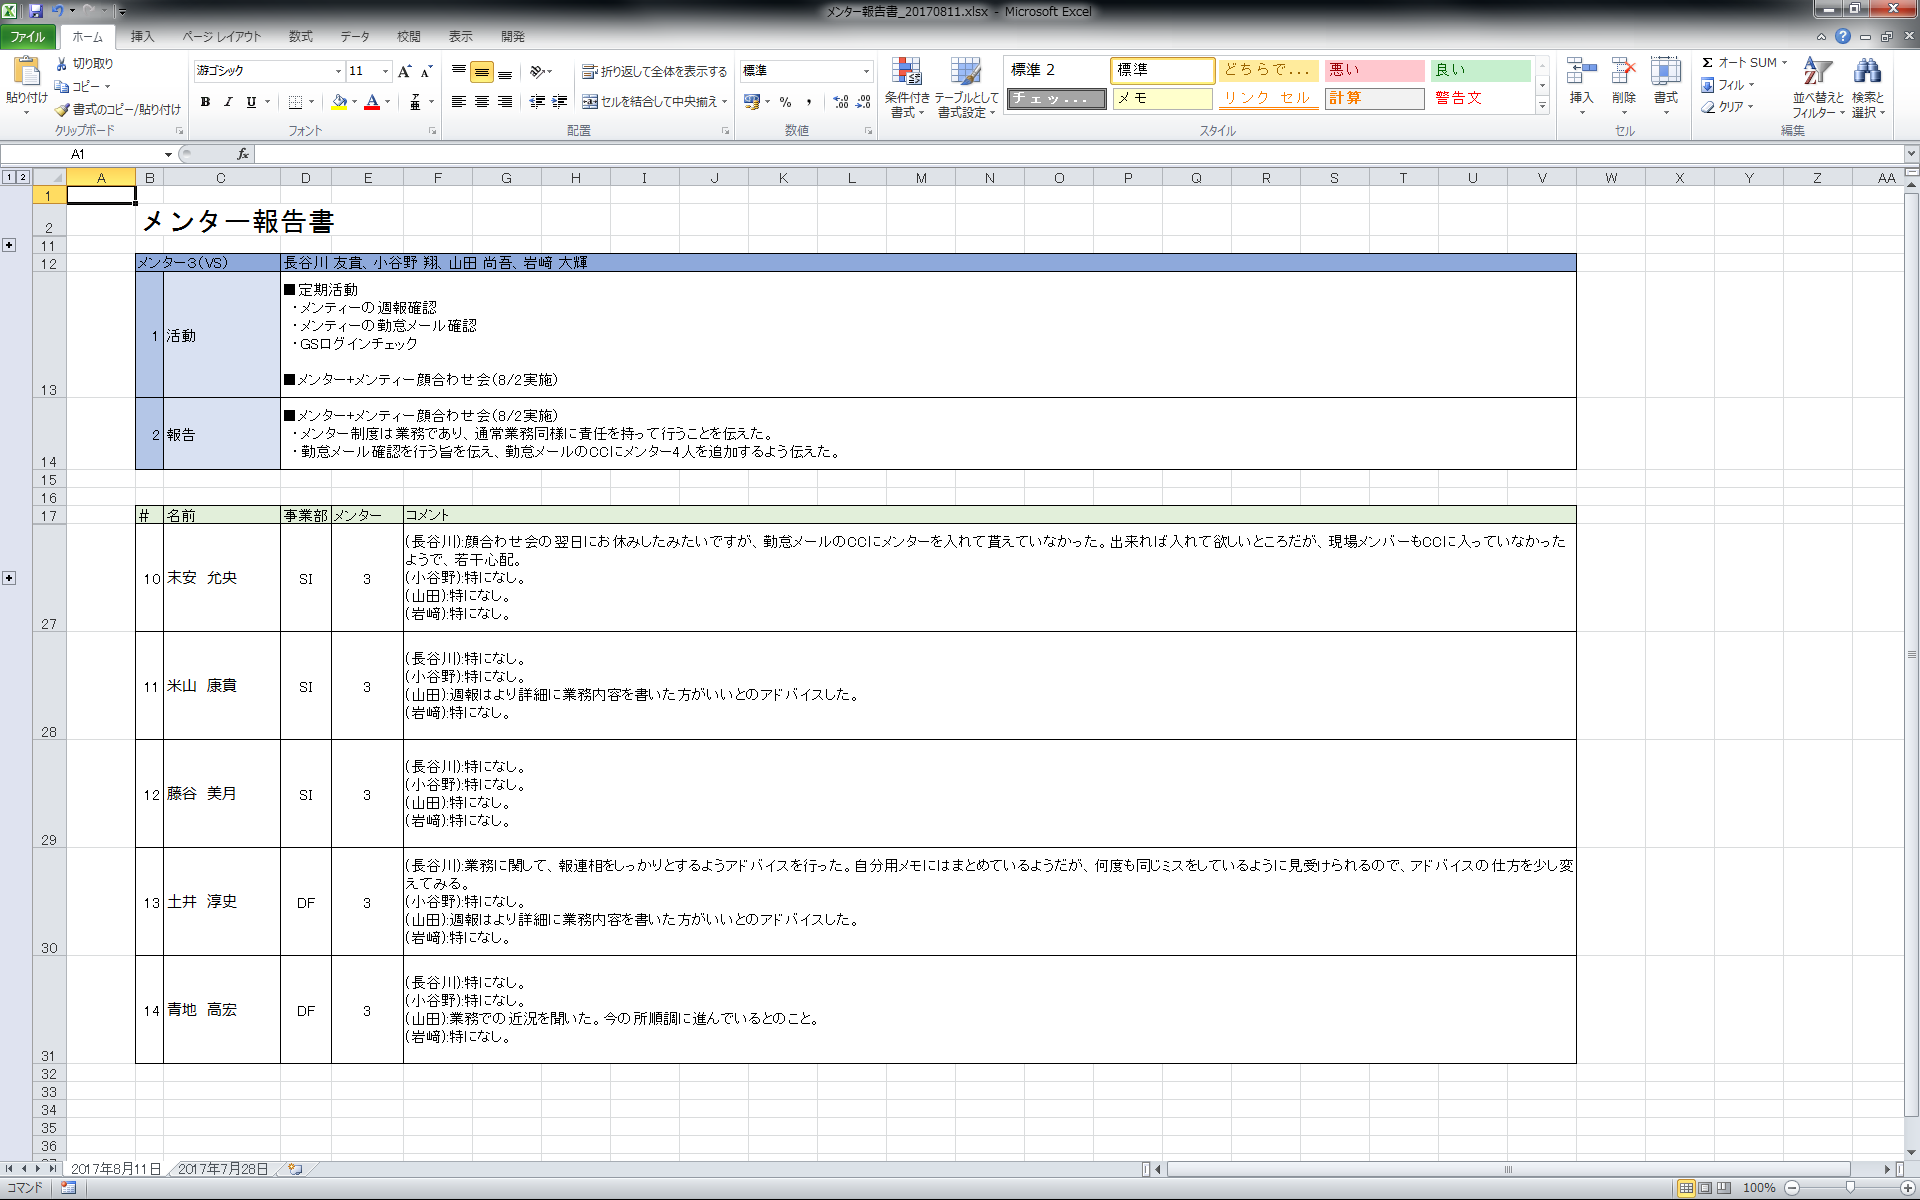 メンター報告書_20170811.xlsx - Microsoft Excel
ファイル ホーム 挿入 ページ レイアウト 数式 データ 校閲 表示 開発
貼り付け 切り取り コピー 書式のコピー/貼り付け クリップボード
游ゴシック 11 B I U フォント
折り返して全体を表示する セルを結合して中央揃え 配置
標準 % 数値
条件付き書式 テーブルとして書式設定
標準 2 標準 どちらで... 悪い 良い
チェッ... メモ リンク セル 計算 警告文
スタイル
挿入 削除 書式 セル
Σ オート SUM フィル クリア 並べ替えとフィルター 検索と選択 編集
A1 fx
1 2 A B C D E F G H I J K L M N O P Q R S T U V W X Y Z AA
1
2 メンター報告書
11
12 メンター3(VS) 長谷川 友貴、小谷野 翔、山田 尚吾、岩﨑 大輝
13 1 活動
■定期活動
・メンティーの週報確認
・メンティーの勤怠メール確認
・GSログインチェック
■メンター+メンティー顔合わせ会(8/2実施)
14 2 報告
■メンター+メンティー顔合わせ会(8/2実施)
・メンター制度は業務であり、通常業務同様に責任を持って行うことを伝えた。
・勤怠メール確認を行う旨を伝え、勤怠メールのCCにメンター4人を追加するよう伝えた。
15
16
17 # 名前 事業部 メンター コメント
27 10 末安 允央 SI 3
(長谷川):顔合わせ会の翌日にお休みしたみたいですが、勤怠メールのCCにメンターを入れて貰えていなかった。出来れば入れて欲しいところだが、現場メンバーもCCに入っていなかった
ようで、若干心配。
(小谷野):特になし。
(山田):特になし。
(岩﨑):特になし。
28 11 米山 康貴 SI 3
(長谷川):特になし。
(小谷野):特になし。
(山田):週報はより詳細に業務内容を書いた方がいいとのアドバイスした。
(岩﨑):特になし。
29 12 藤谷 美月 SI 3
(長谷川):特になし。
(小谷野):特になし。
(山田):特になし。
(岩﨑):特になし。
30 13 土井 淳史 DF 3
(長谷川):業務に関して、報連相をしっかりとするようアドバイスを行った。自分用メモにはまとめているようだが、何度も同じミスをしているように見受けられるので、アドバイスの仕方を少し変
えてみる。
(小谷野):特になし。
(山田):週報はより詳細に業務内容を書いた方がいいとのアドバイスした。
(岩﨑):特になし。
31 14 青地 高宏 DF 3
(長谷川):特になし。
(小谷野):特になし。
(山田):業務での近況を聞いた。今の所順調に進んでいるとのこと。
(岩﨑):特になし。
32
33
34
35
36
2017年8月11日 2017年7月28日
コマンド 100%